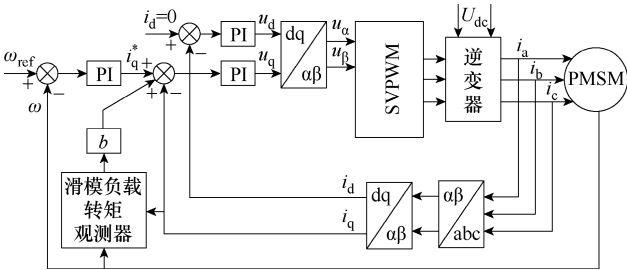 i_d=0
+
−
PI
u_d
dq
αβ
u_α
u_β
SVPWM
U_dc
逆变器
i_a
i_b
i_c
PMSM
ω_ref
+
−
ω
PI
i_q^*
+
+
−
PI
u_q
b
滑模负载
转矩
观测器
i_d
i_q
dq
αβ
αβ
abc